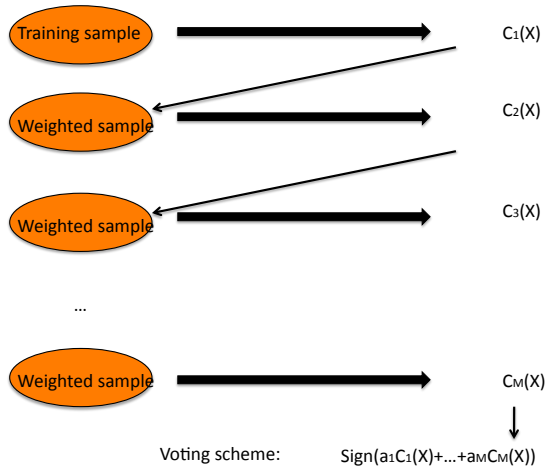 Training sample C₁(X)
Weighted sample C₂(X)
Weighted sample C₃(X)
...
Weighted sample Cₘ(X)
Voting scheme: Sign(a₁C₁(X)+...+aₘCₘ(X))